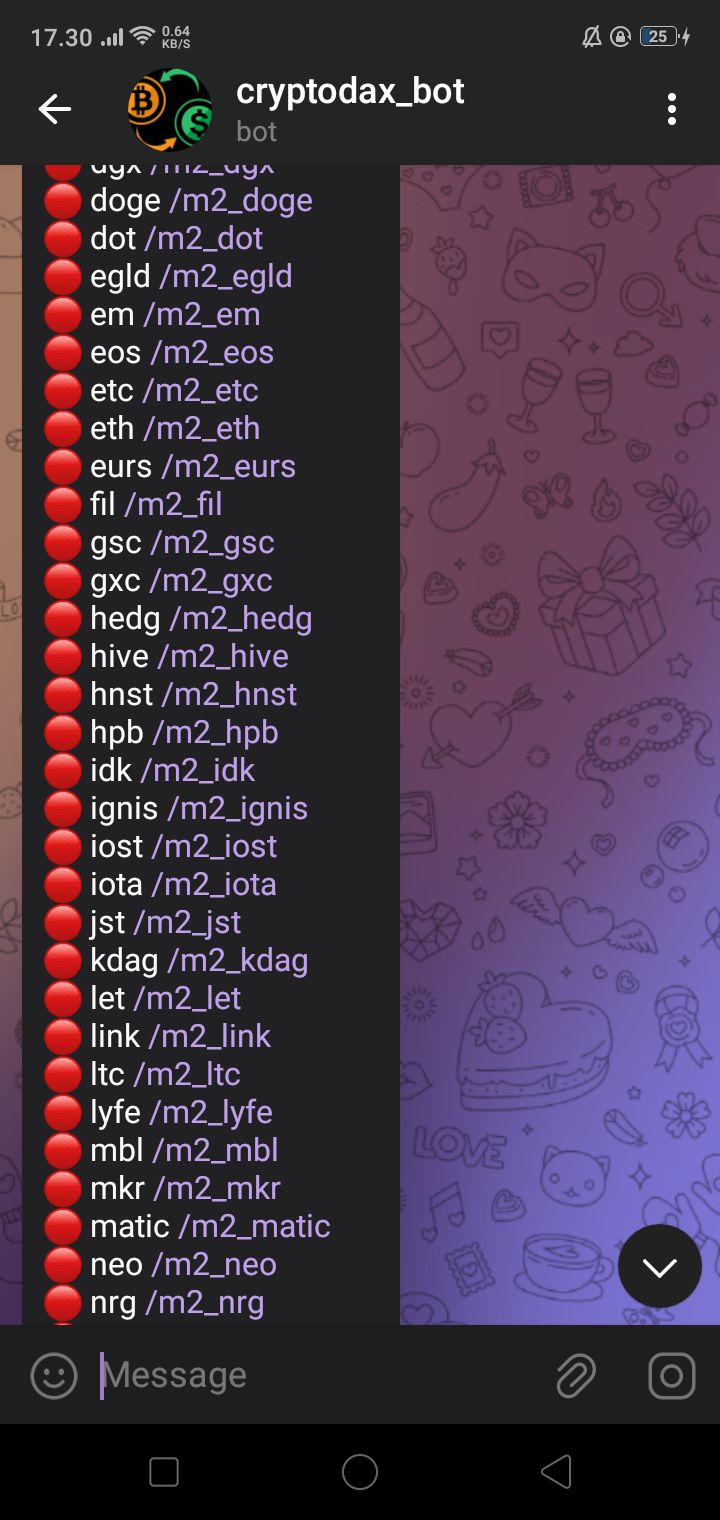 17.30
0.64
KB/S
25
cryptodax_bot
bot
dgx /m2_dgx
doge /m2_doge
dot /m2_dot
egld /m2_egld
em /m2_em
eos /m2_eos
etc /m2_etc
eth /m2_eth
eurs /m2_eurs
fil /m2_fil
gsc /m2_gsc
gxc /m2_gxc
hedg /m2_hedg
hive /m2_hive
hnst /m2_hnst
hpb /m2_hpb
idk /m2_idk
ignis /m2_ignis
iost /m2_iost
iota /m2_iota
jst /m2_jst
kdag /m2_kdag
let /m2_let
link /m2_link
ltc /m2_ltc
lyfe /m2_lyfe
mbl /m2_mbl
mkr /m2_mkr
matic /m2_matic
neo /m2_neo
nrg /m2_nrg
LOVE
Message